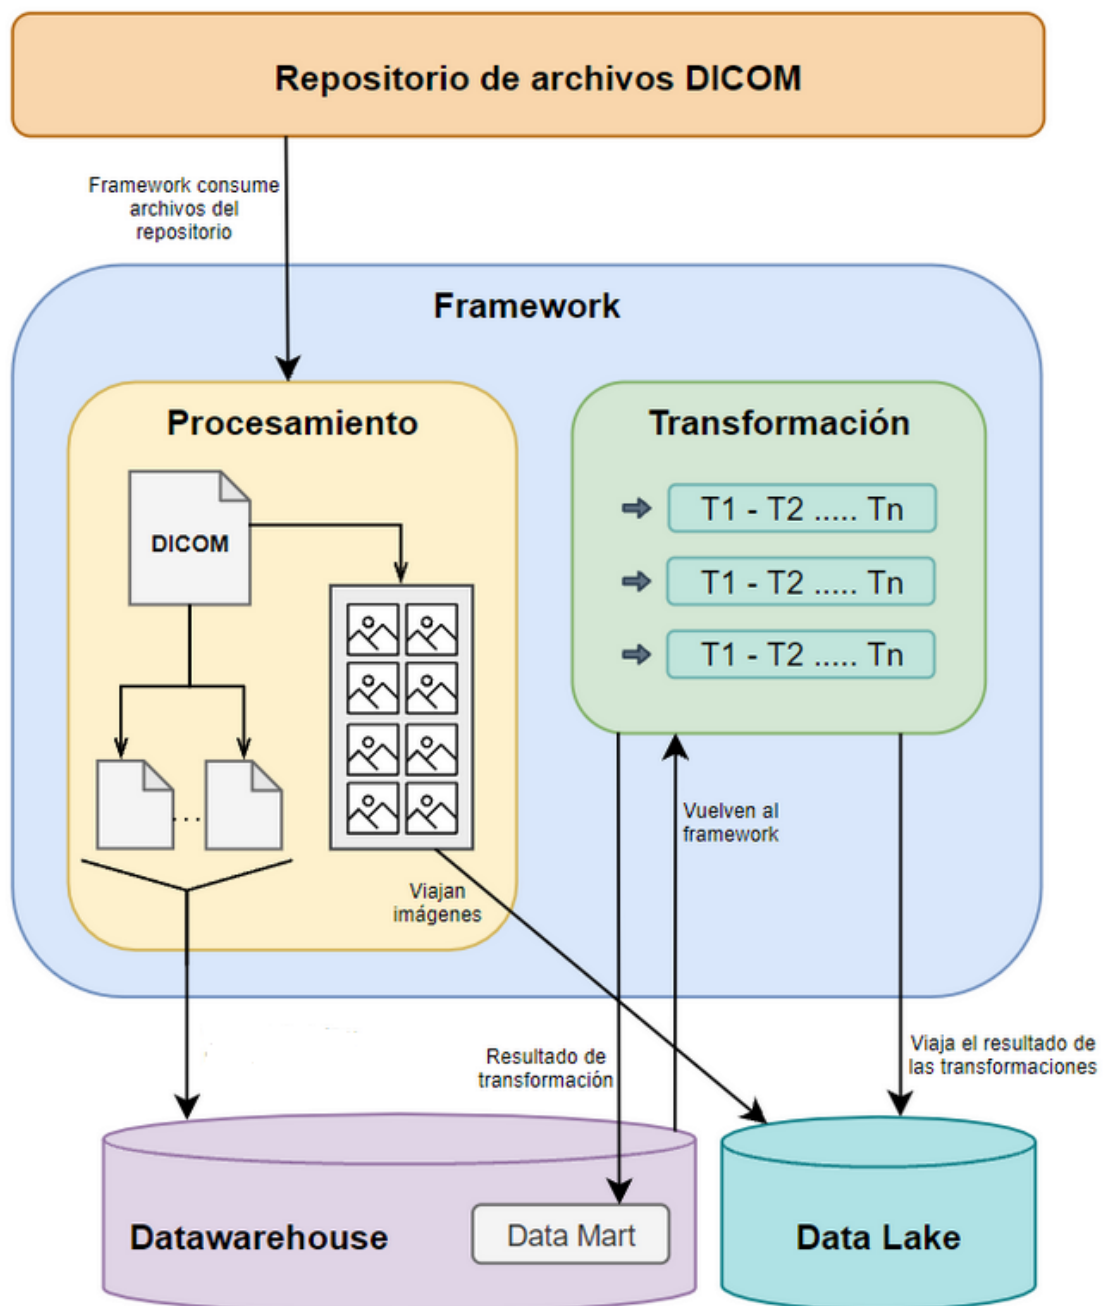 Repositorio de archivos DICOM
Framework consume
archivos del
repositorio
Framework
Procesamiento
DICOM
...
Viajan
imágenes
Transformación
T1 - T2 ..... Tn
T1 - T2 ..... Tn
T1 - T2 ..... Tn
Vuelven al
framework
Resultado de
transformación
Viaja el resultado de
las transformaciones
Datawarehouse
Data Mart
Data Lake